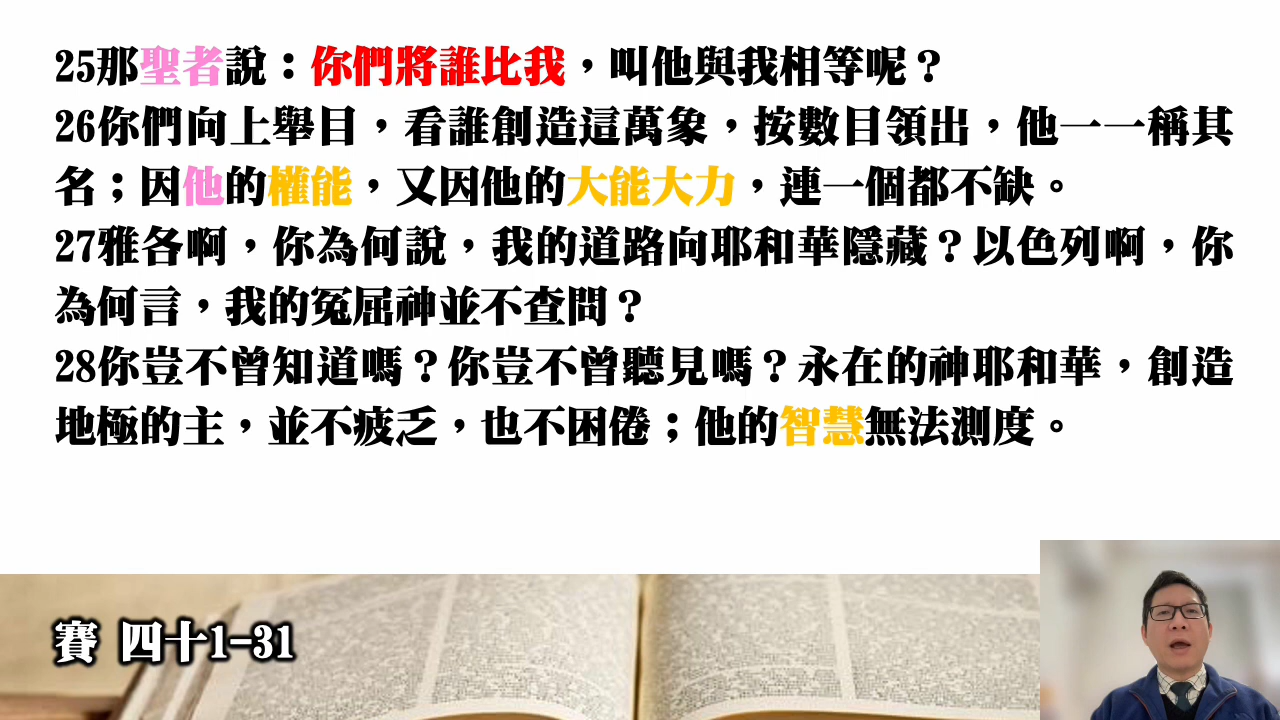 25那聖者說：你們將誰比我，叫他與我相等呢？
26你們向上舉目，看誰創造這萬象，按數目領出，他一一稱其
名；因他的權能，又因他的大能大力，連一個都不缺。
27雅各啊，你為何說，我的道路向耶和華隱藏？以色列啊，你
為何言，我的冤屈神並不查問？
28你豈不曾知道嗎？你豈不曾聽見嗎？永在的神耶和華，創造
地極的主，並不疲乏，也不困倦；他的智慧無法測度。
賽 四十1-31